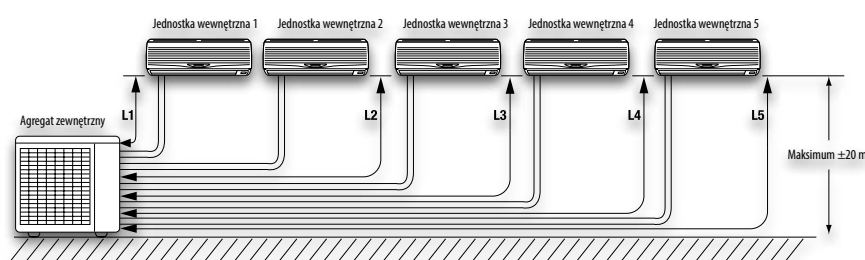 Jednostka wewnętrzna 1
Jednostka wewnętrzna 2
Jednostka wewnętrzna 3
Jednostka wewnętrzna 4
Jednostka wewnętrzna 5
Agregat zewnętrzny
L1
L2
L3
L4
L5
Maksimum ±20 m